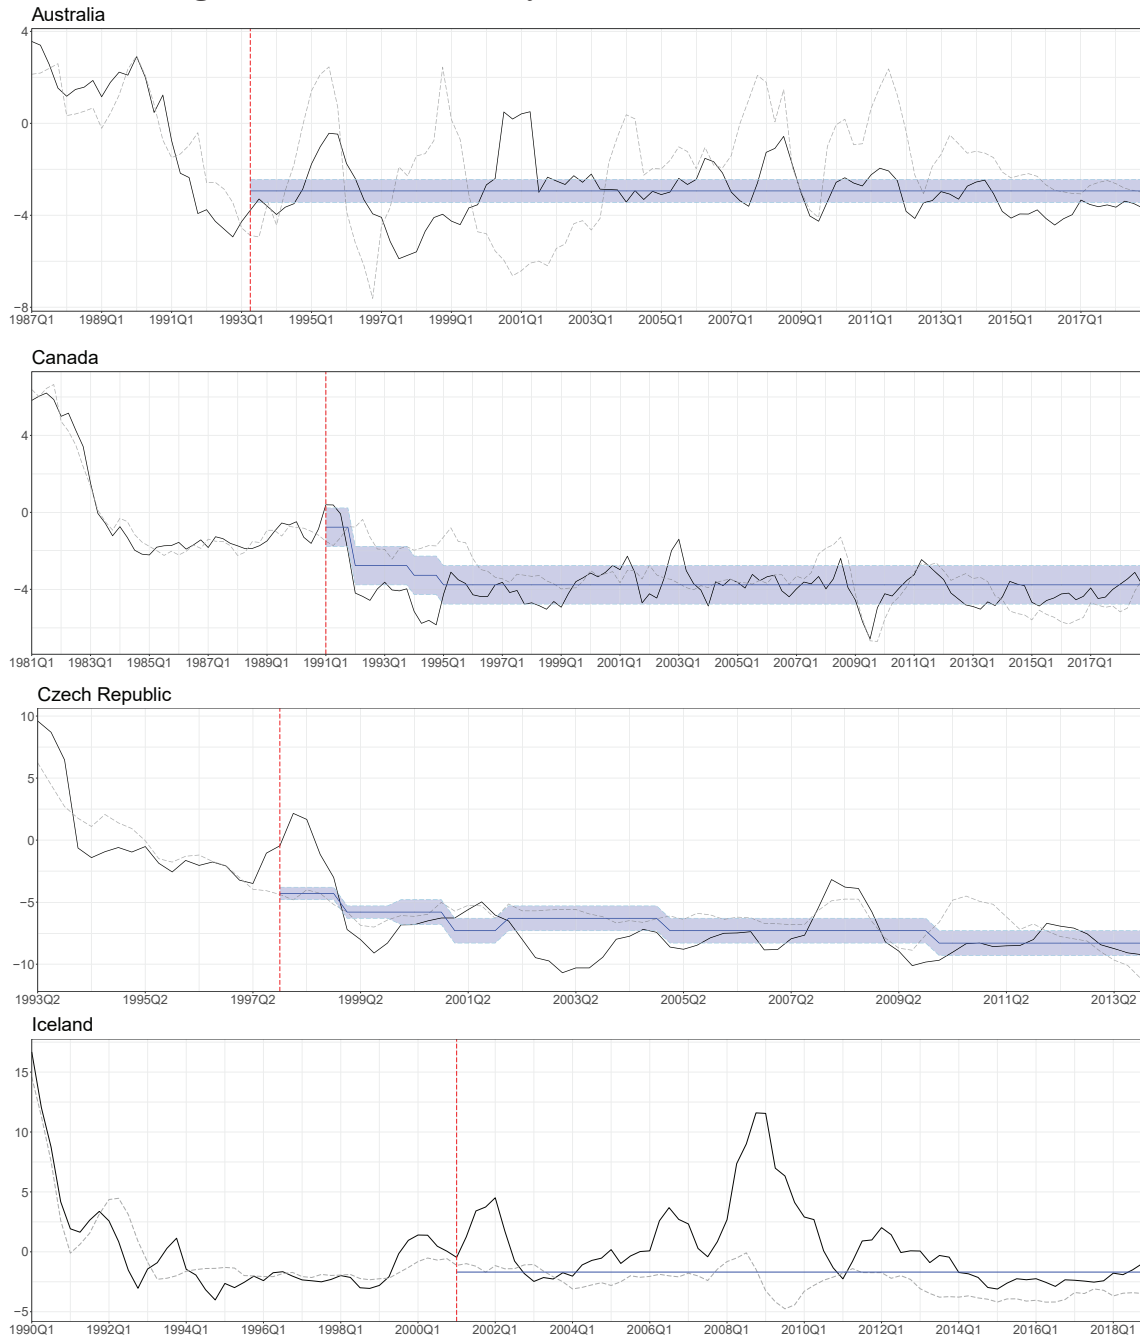 Australia
4
0
−4
−8
1987Q1 1989Q1 1991Q1 1993Q1 1995Q1 1997Q1 1999Q1 2001Q1 2003Q1 2005Q1 2007Q1 2009Q1 2011Q1 2013Q1 2015Q1 2017Q1
Canada
4
0
−4
1981Q1 1983Q1 1985Q1 1987Q1 1989Q1 1991Q1 1993Q1 1995Q1 1997Q1 1999Q1 2001Q1 2003Q1 2005Q1 2007Q1 2009Q1 2011Q1 2013Q1 2015Q1 2017Q1
Czech Republic
10
5
0
−5
−10
1993Q2 1995Q2 1997Q2 1999Q2 2001Q2 2003Q2 2005Q2 2007Q2 2009Q2 2011Q2 2013Q2
Iceland
15
10
5
0
−5
1990Q1 1992Q1 1994Q1 1996Q1 1998Q1 2000Q1 2002Q1 2004Q1 2006Q1 2008Q1 2010Q1 2012Q1 2014Q1 2016Q1 2018Q1